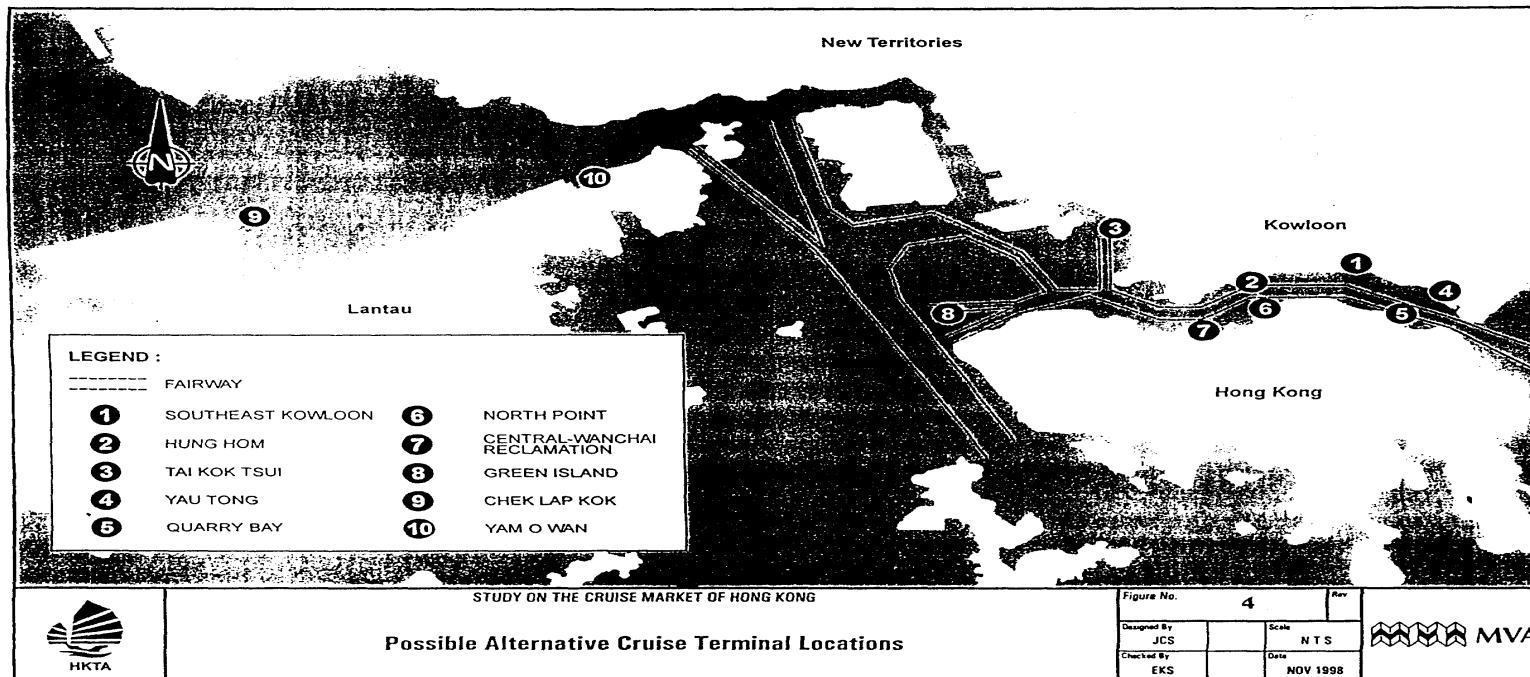 New Territories
N
10
9
3
Kowloon
1
2
4
Lantau
8
6
5
7
Hong Kong
LEGEND :
FAIRWAY
1 SOUTHEAST KOWLOON
2 HUNG HOM
3 TAI KOK TSUI
4 YAU TONG
5 QUARRY BAY
6 NORTH POINT
7 CENTRAL-WANCHAI
RECLAMATION
8 GREEN ISLAND
9 CHEK LAP KOK
10 YAM O WAN
HKTA
STUDY ON THE CRUISE MARKET OF HONG KONG
Possible Alternative Cruise Terminal Locations
Figure No. 4
Rev
Designed By
JCS
Scale
N T S
Checked By
EKS
Date
NOV 1998
MVA